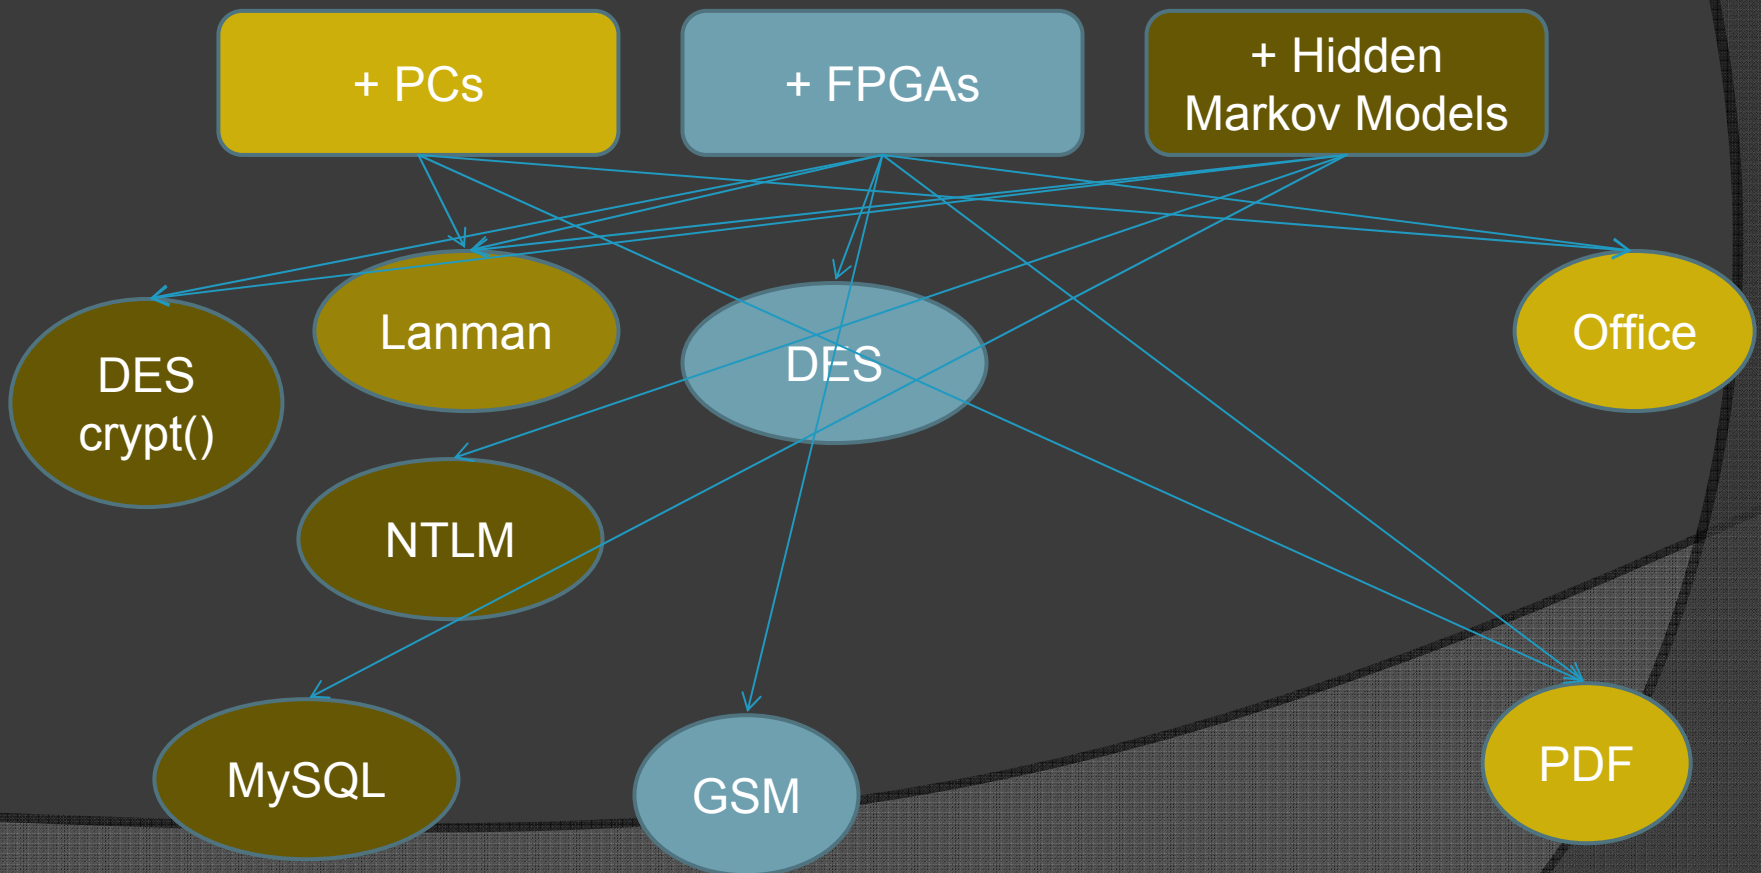 + PCs
+ FPGAs
+ Hidden
Markov Models
Lanman
DES
crypt()
DES
Office
NTLM
MySQL
GSM
PDF